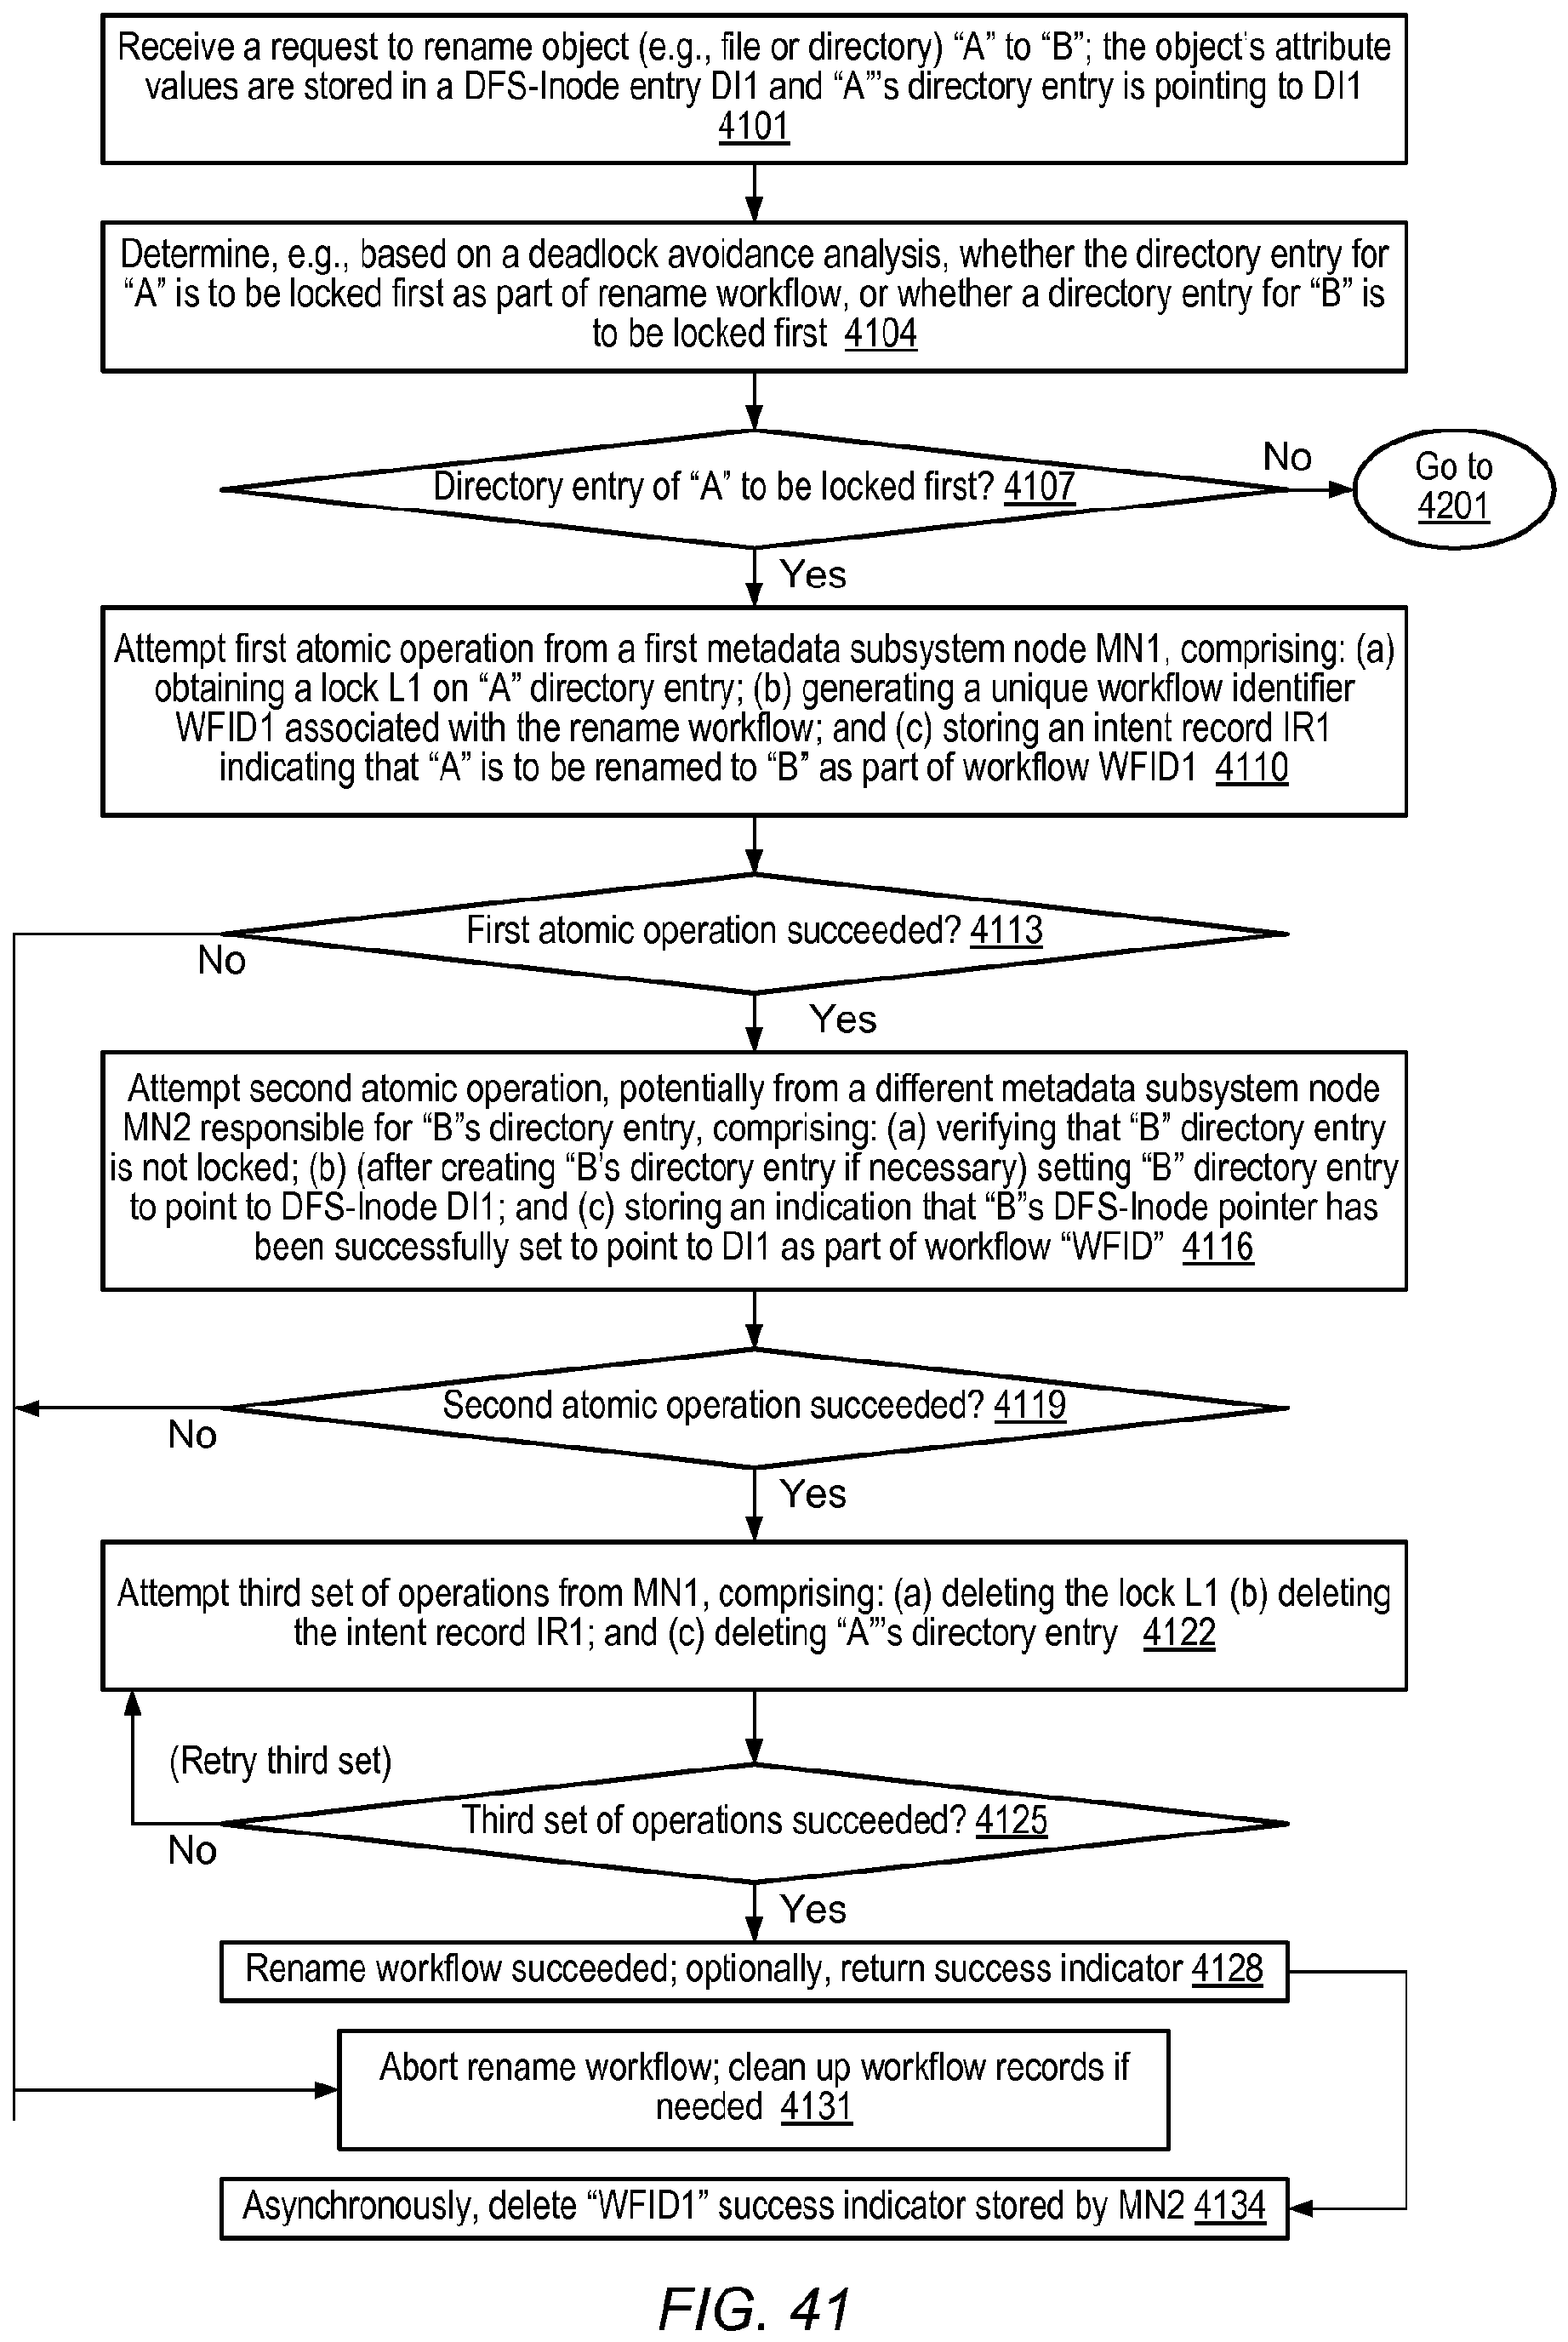 Receive a request to rename object (e.g., file or directory) “A” to “B”; the object’s attribute
values are stored in a DFS-Inode entry DI1 and “A”’s directory entry is pointing to DI1
4101
Determine, e.g., based on a deadlock avoidance analysis, whether the directory entry for
“A” is to be locked first as part of rename workflow, or whether a directory entry for “B” is
to be locked first 4104
Directory entry of “A” to be locked first? 4107
No
Go to
4201
Yes
Attempt first atomic operation from a first metadata subsystem node MN1, comprising: (a)
obtaining a lock L1 on “A” directory entry; (b) generating a unique workflow identifier
WFID1 associated with the rename workflow; and (c) storing an intent record IR1
indicating that “A” is to be renamed to “B” as part of workflow WFID1 4110
First atomic operation succeeded? 4113
No
Yes
Attempt second atomic operation, potentially from a different metadata subsystem node
MN2 responsible for “B”s directory entry, comprising: (a) verifying that “B” directory entry
is not locked; (b) (after creating “B’s directory entry if necessary) setting “B” directory entry
to point to DFS-Inode DI1; and (c) storing an indication that “B”s DFS-Inode pointer has
been successfully set to point to DI1 as part of workflow “WFID” 4116
Second atomic operation succeeded? 4119
No
Yes
Attempt third set of operations from MN1, comprising: (a) deleting the lock L1 (b) deleting
the intent record IR1; and (c) deleting “A”’s directory entry 4122
(Retry third set)
Third set of operations succeeded? 4125
No
Yes
Rename workflow succeeded; optionally, return success indicator 4128
Abort rename workflow; clean up workflow records if
needed 4131
Asynchronously, delete “WFID1” success indicator stored by MN2 4134
FIG. 41